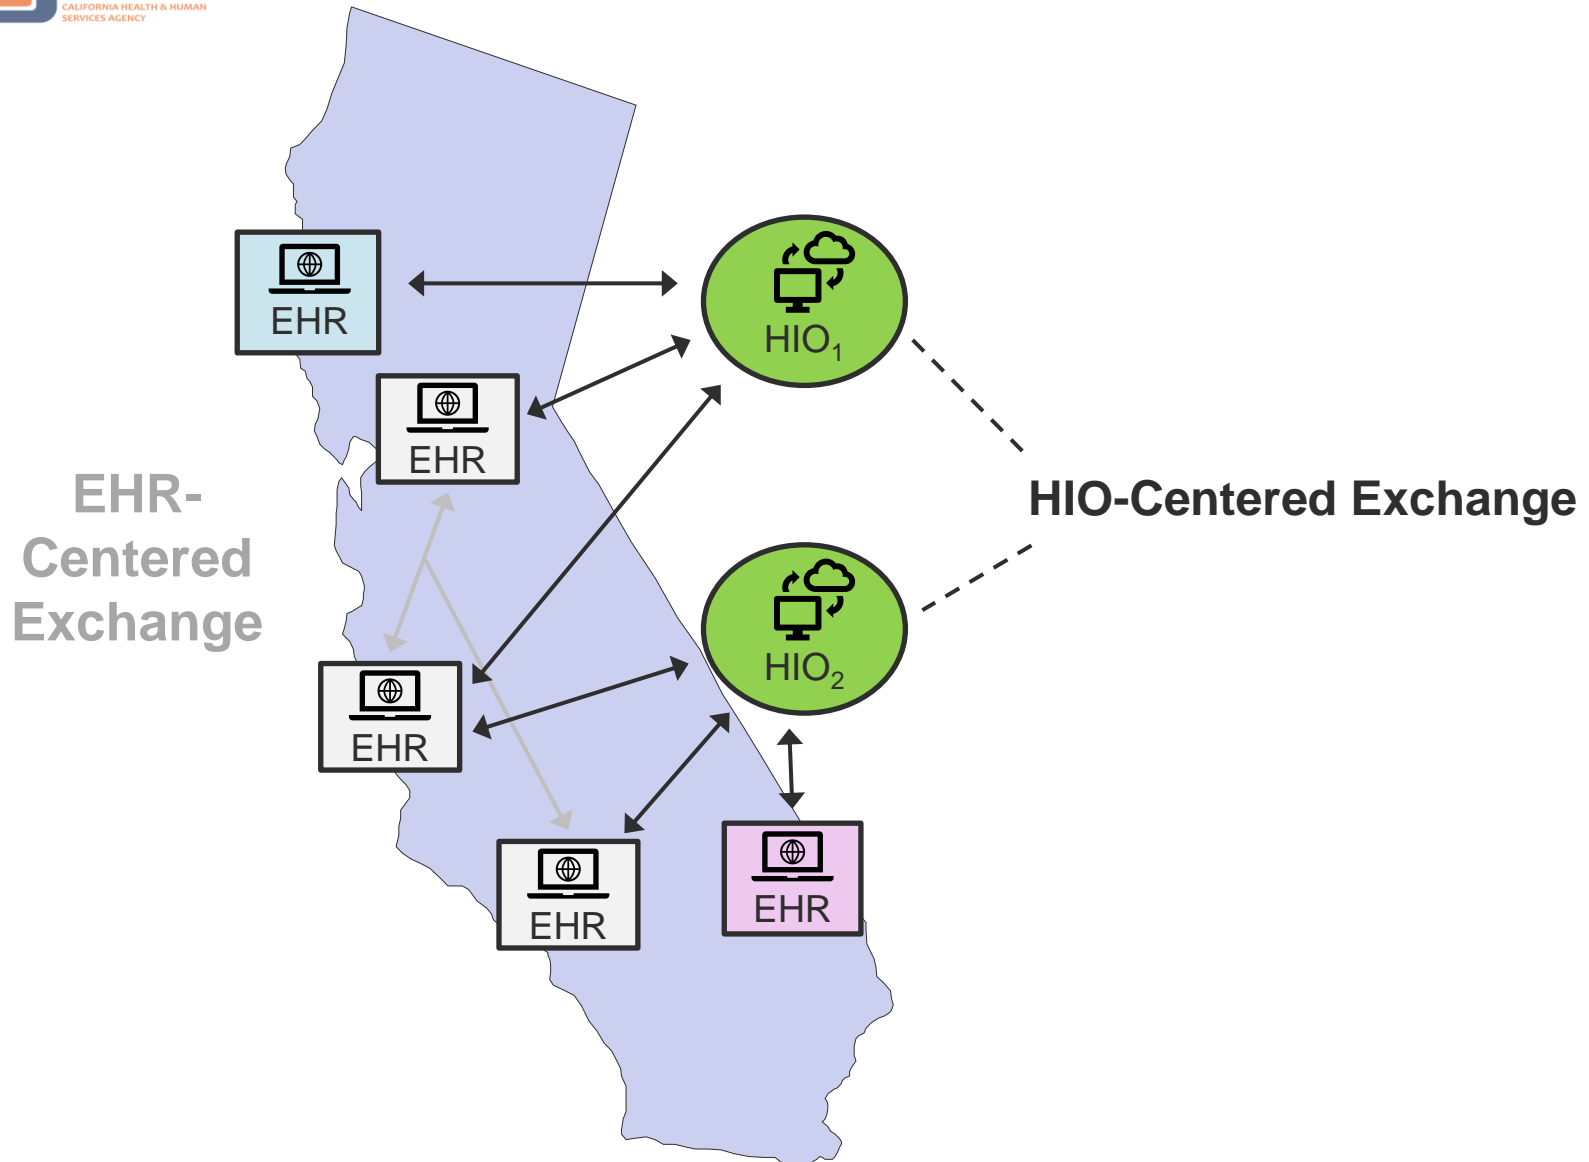 CALIFORNIA HEALTH & HUMAN
SERVICES AGENCY
EHR
HIO₁
EHR
EHR-
Centered
Exchange
HIO-Centered Exchange
HIO₂
EHR
EHR
EHR